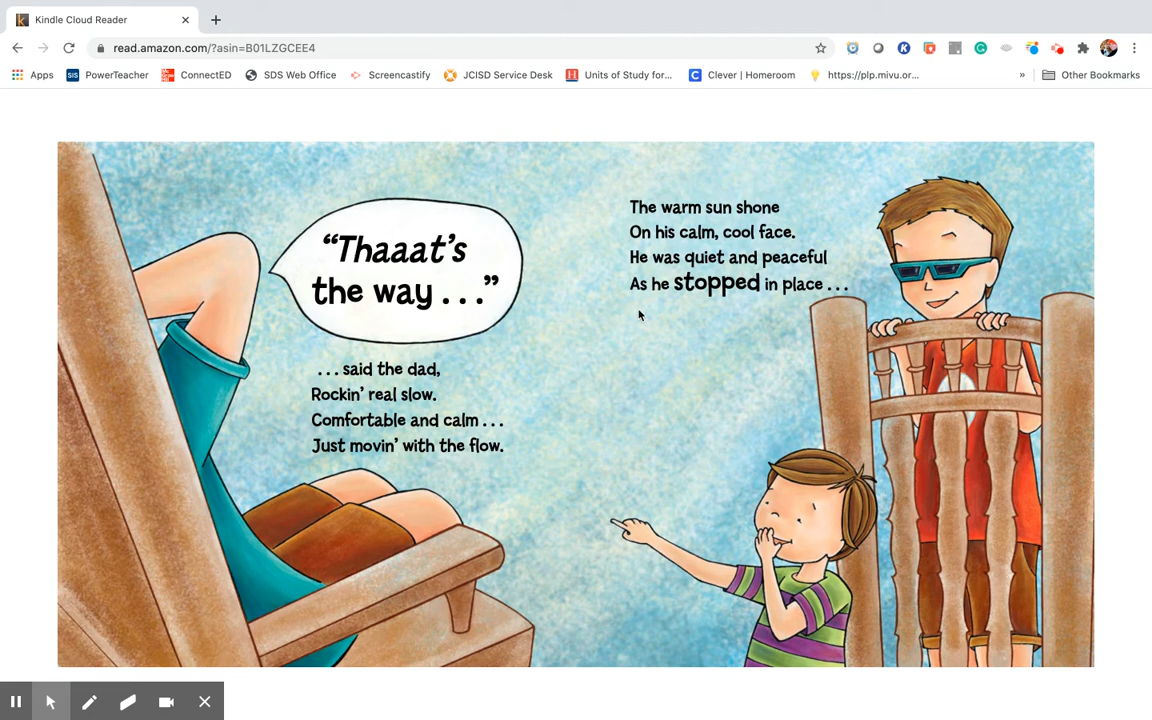 Kindle Cloud Reader
read.amazon.com/?asin=B01LZGCEE4
Apps
SIS
PowerTeacher
ConnectED
SDS Web Office
Screencastify
JCISD Service Desk
Units of Study for...
Clever | Homeroom
https://plp.mivu.or...
»
Other Bookmarks
“Thaaat’s
the way . . .”
. . . said the dad,
Rockin’ real slow.
Comfortable and calm . . .
Just movin’ with the flow.
The warm sun shone
On his calm, cool face.
He was quiet and peaceful
As he stopped in place . . .